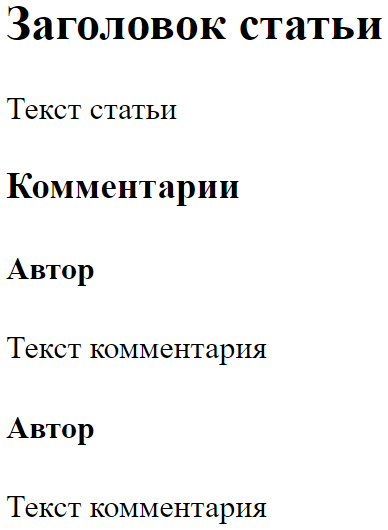 Заголовок статьи
Текст статьи
Комментарии
Автор
Текст комментария
Автор
Текст комментария